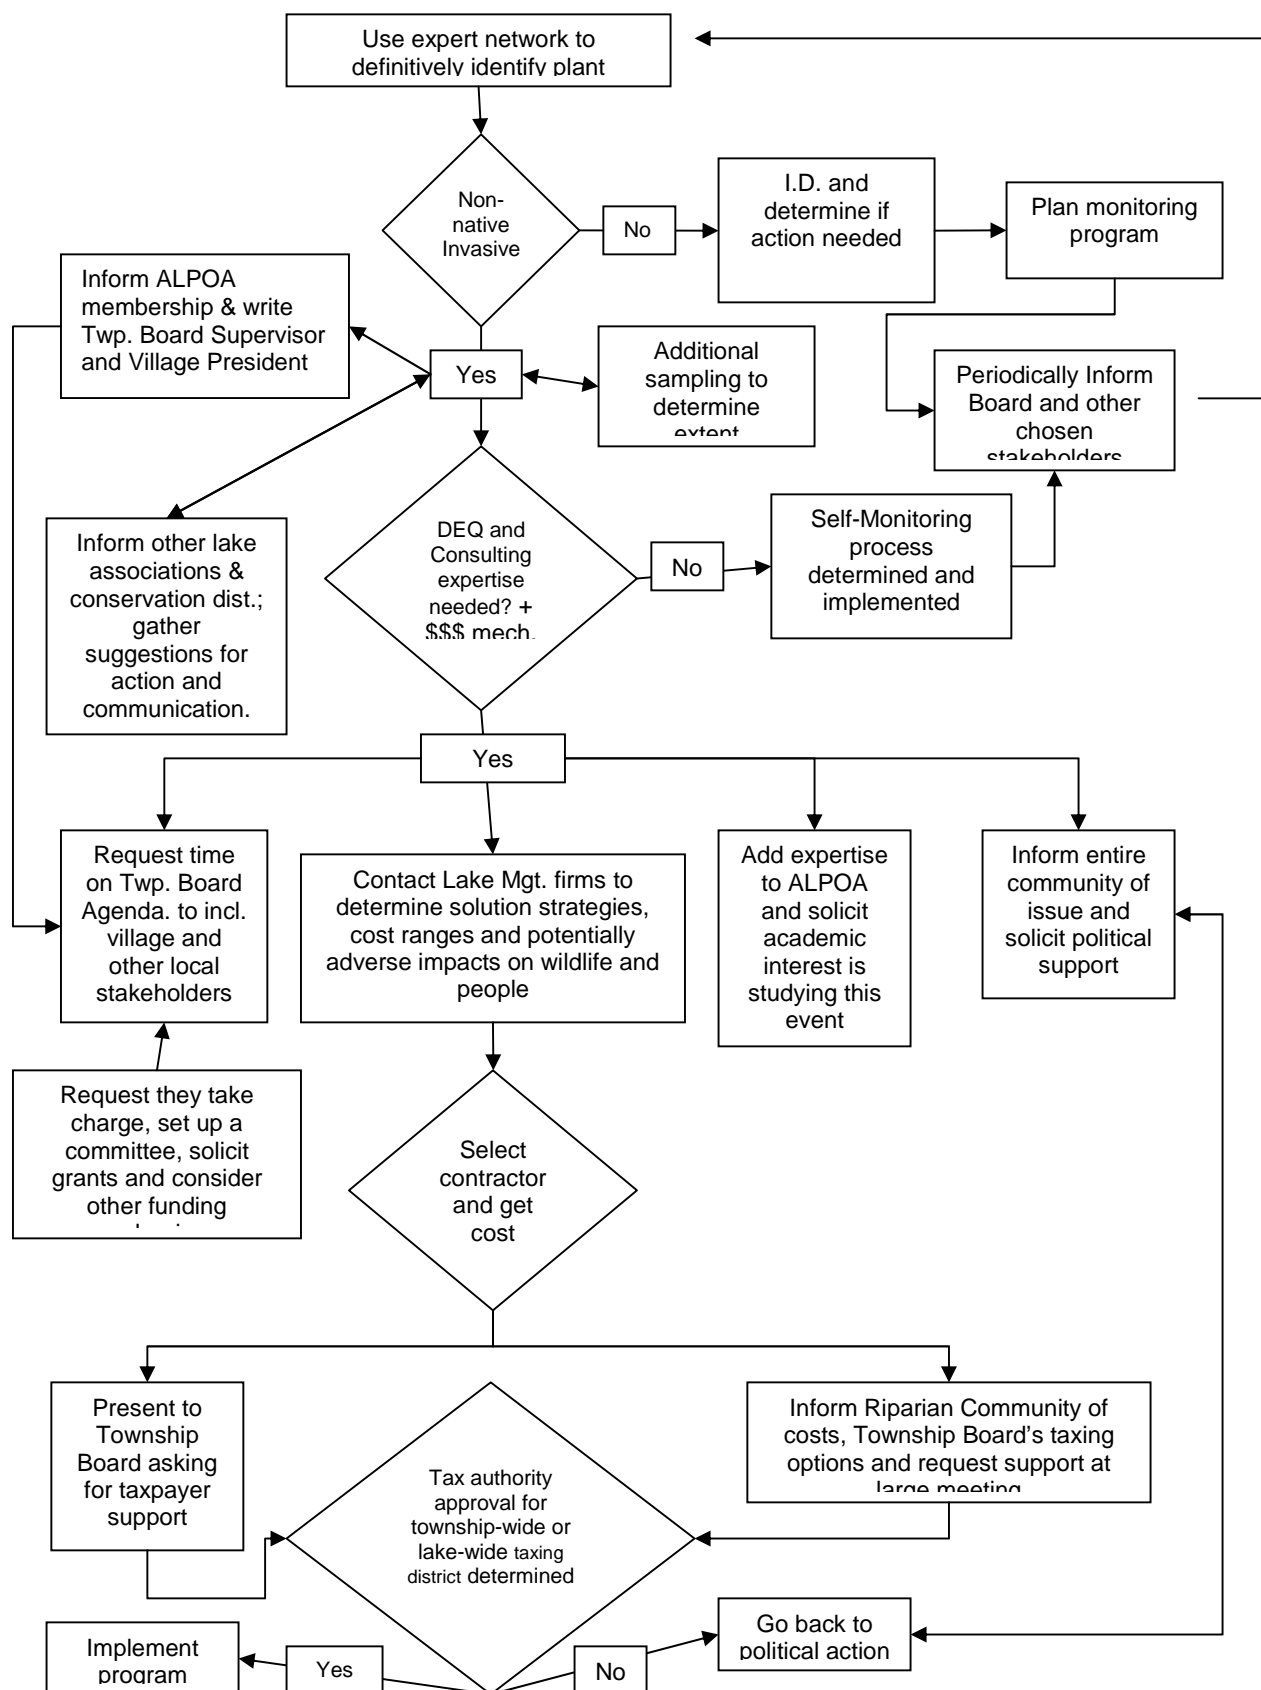 Use expert network to
definitively identify plant
Non-
native
Invasive
No
I.D. and
determine if
action needed
Plan monitoring
program
Inform ALPOA
membership & write
Twp. Board Supervisor
and Village President
Yes
Additional
sampling to
determine
extent
Periodically Inform
Board and other
chosen
stakeholders
Inform other lake
associations &
conservation dist.;
gather
suggestions for
action and
communication.
DEQ and
Consulting
expertise
needed? +
$$$ mech.
No
Self-Monitoring
process
determined and
implemented
Yes
Request time
on Twp. Board
Agenda. to incl.
village and
other local
stakeholders
Contact Lake Mgt. firms to
determine solution strategies,
cost ranges and potentially
adverse impacts on wildlife and
people
Add expertise
to ALPOA
and solicit
academic
interest is
studying this
event
Inform entire
community of
issue and
solicit political
support
Request they take
charge, set up a
committee, solicit
grants and consider
other funding
Select
contractor
and get
cost
Present to
Township
Board asking
for taxpayer
support
Tax authority
approval for
township-wide or
lake-wide taxing
district determined
Inform Riparian Community of
costs, Township Board's taxing
options and request support at
large meeting
Implement
program
Yes
No
Go back to
political action